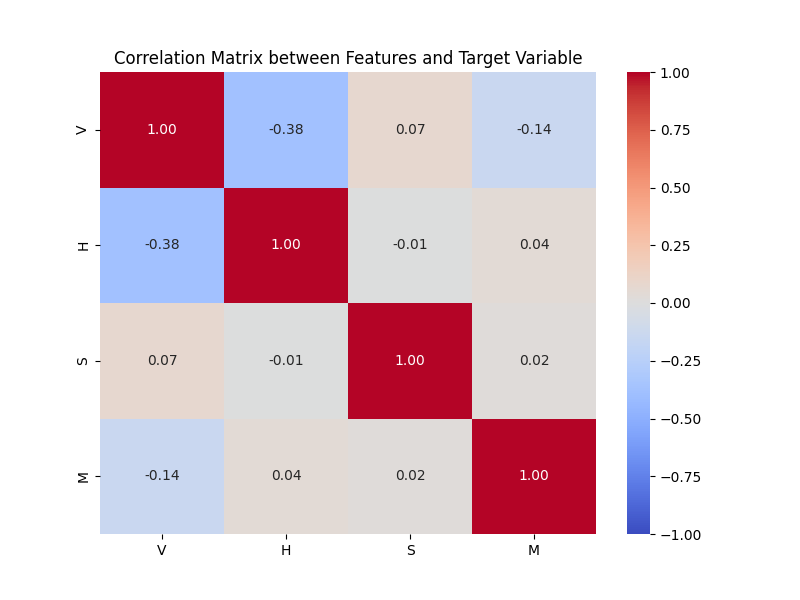 Correlation Matrix between Features and Target Variable
V 1.00 -0.38 0.07 -0.14
H -0.38 1.00 -0.01 0.04
S 0.07 -0.01 1.00 0.02
M -0.14 0.04 0.02 1.00
V H S M
1.00
0.75
0.50
0.25
0.00
−0.25
−0.50
−0.75
−1.00